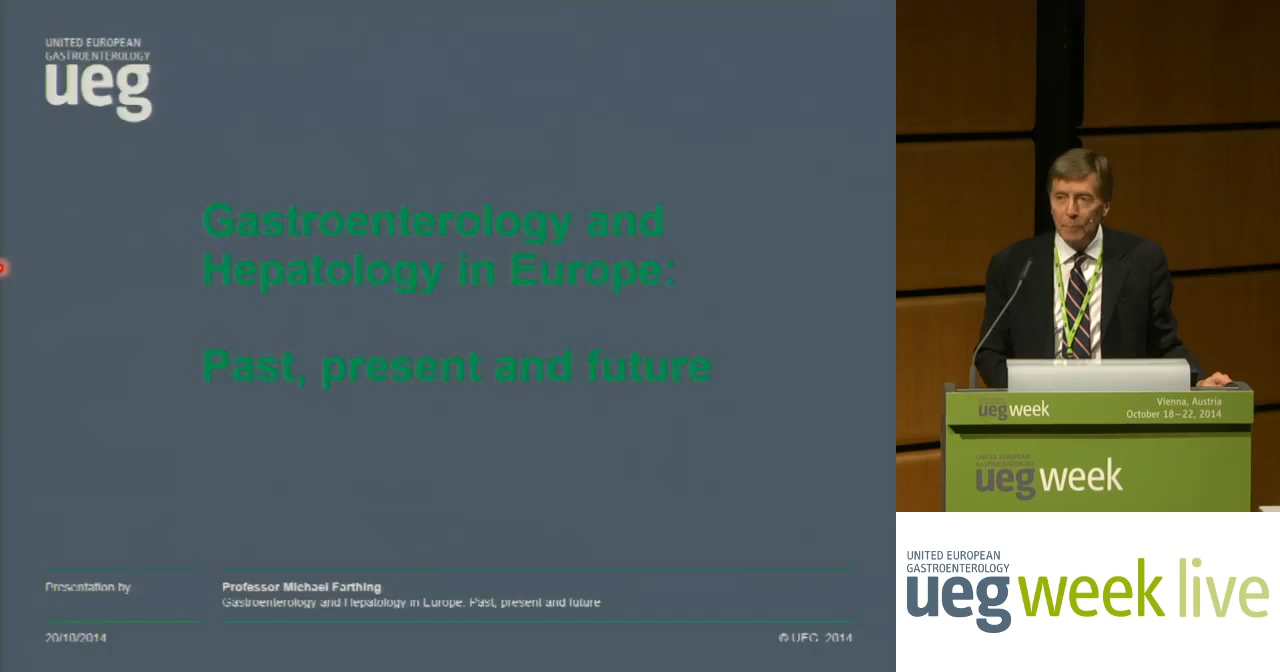 UNITED EUROPEAN
GASTROENTEROLOGY
ueg
Gastroenterology and
Hepatology in Europe:
Past, present and future
Presentation by
Professor Michael Farthing
Gastroenterology and Hepatology in Europe: Past, present and future
20/10/2014
© UEG, 2014
ueg week
Vienna, Austria
October 18–22, 2014
UNITED EUROPEAN
GASTROENTEROLOGY
ueg week
UNITED EUROPEAN
GASTROENTEROLOGY
ueg week live